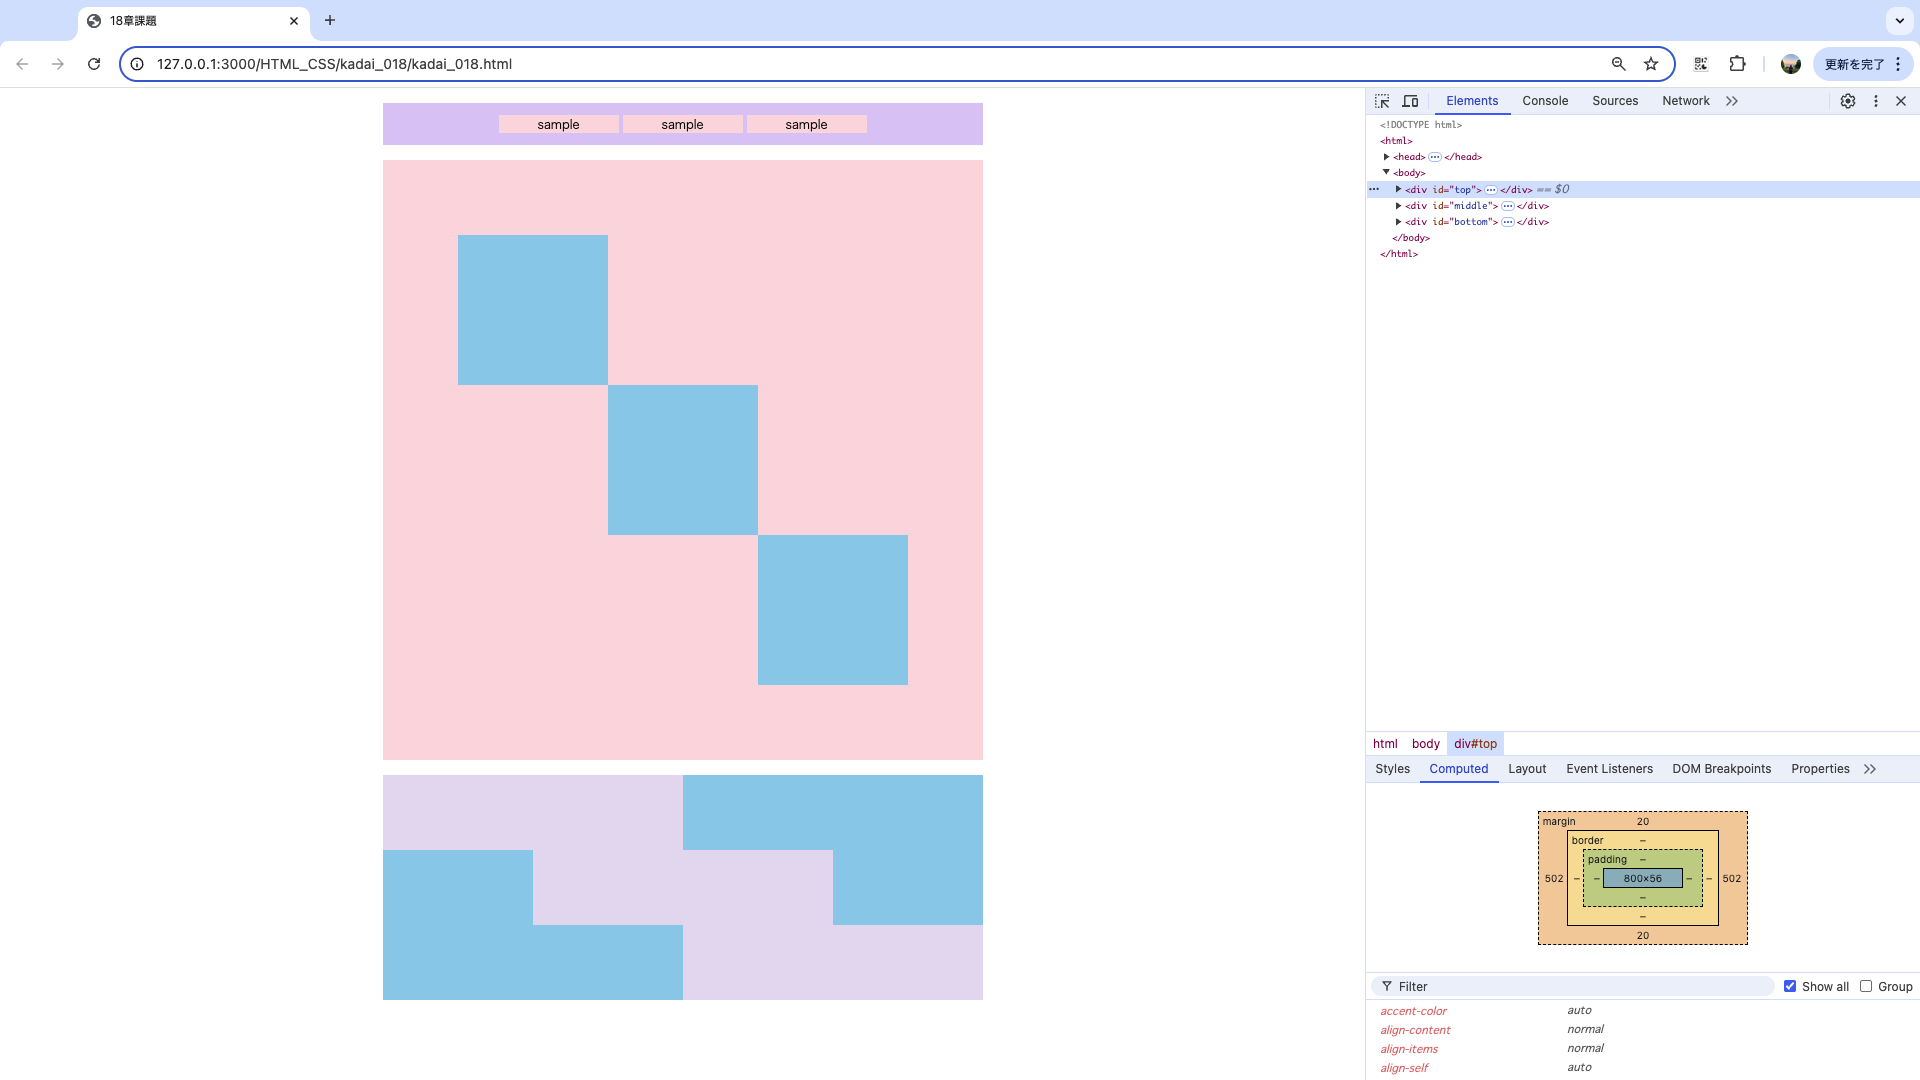 18章課題
127.0.0.1:3000/HTML_CSS/kadai_018/kadai_018.html
更新を完了
sample sample sample
Elements Console Sources Network
<!DOCTYPE html>
<html>
<head> </head>
<body>
<div id="top"> </div> == $0
<div id="middle"> </div>
<div id="bottom"> </div>
</body>
</html>
html body div#top
Styles Computed Layout Event Listeners DOM Breakpoints Properties
margin 20
border –
padding –
502 – – 800×56 – – 502
–
–
20
Filter Show all Group
accent-color auto
align-content normal
align-items normal
align-self auto